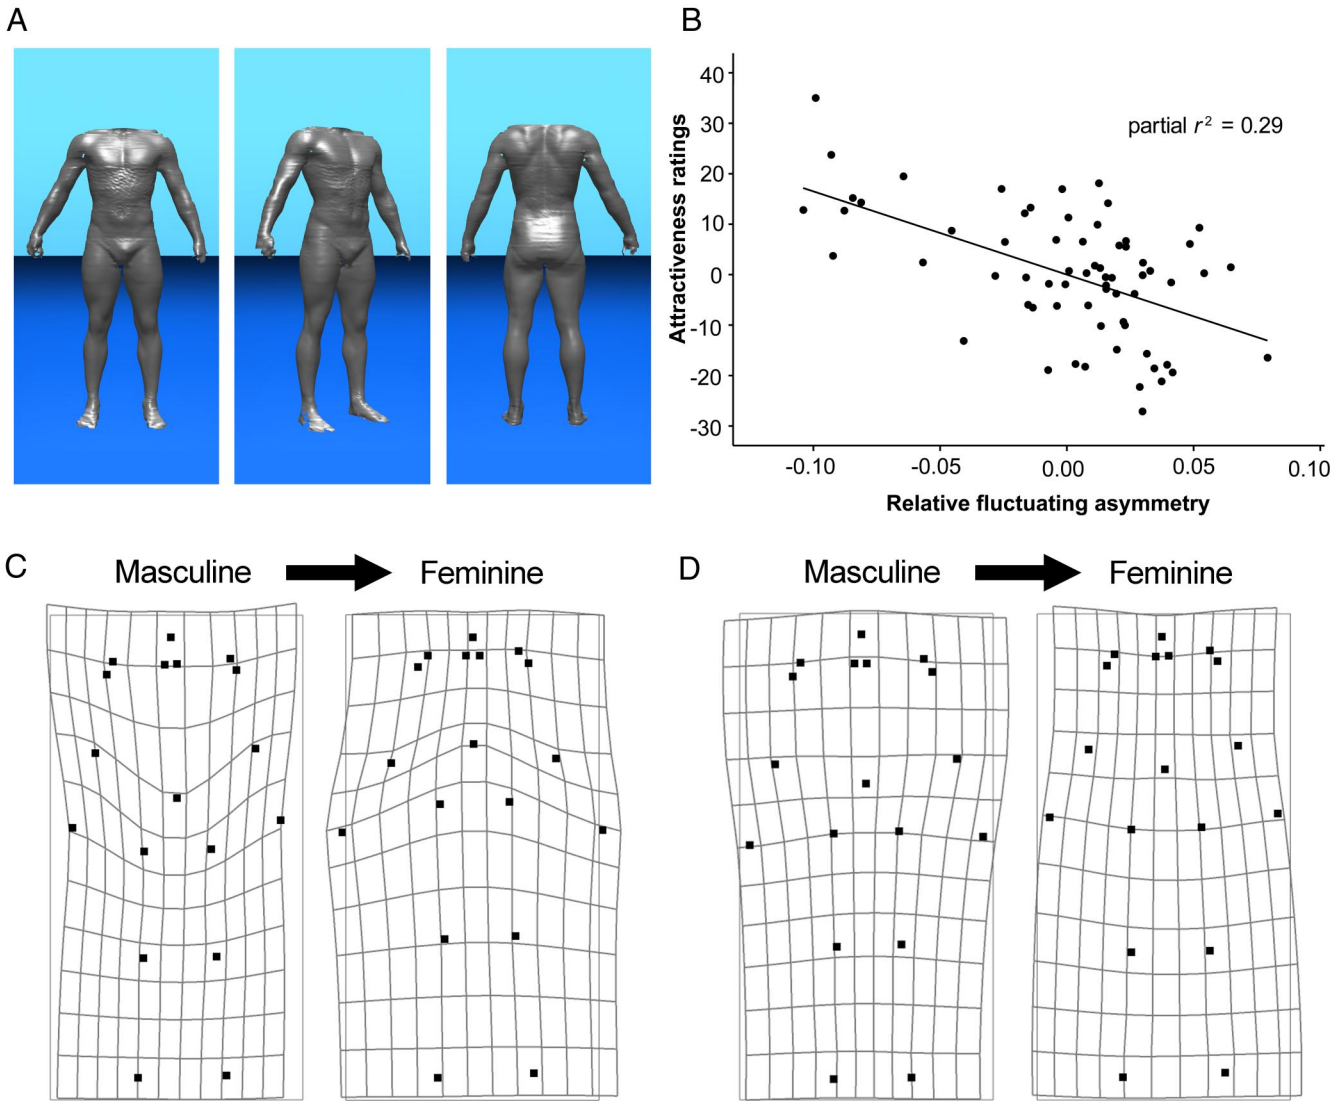 A
B
40
30
20
10
0
-10
-20
-30
Attractiveness ratings
partial r² = 0.29
-0.10
-0.05
0.00
0.05
0.10
Relative fluctuating asymmetry
C
Masculine
Feminine
D
Masculine
Feminine